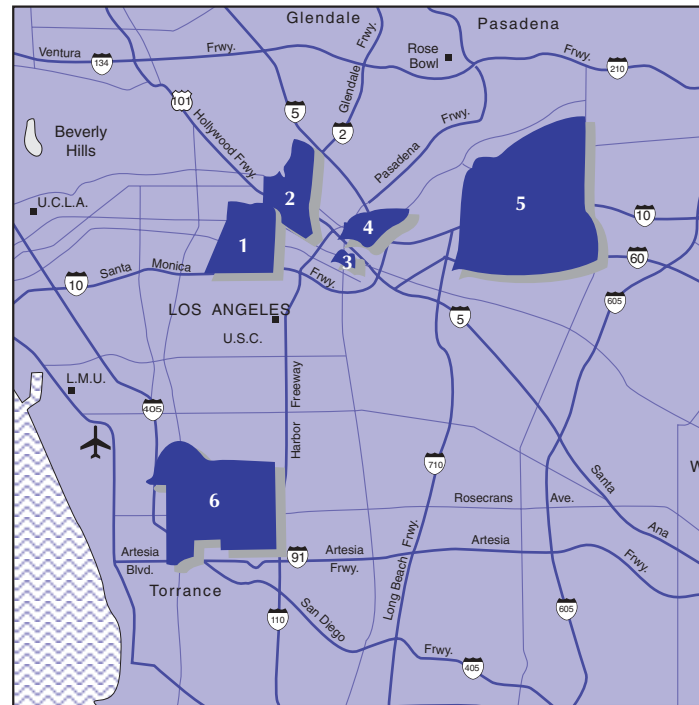 Glendale
Pasadena
Ventura
Frwy.
134
Rose
Bowl
Frwy.
210
101
Hollywood Frwy.
5
Glendale
Frwy.
2
Pasadena
Frwy.
Beverly
Hills
U.C.L.A.
2
1
4
3
5
10
60
605
10
Santa
Monica
Frwy.
LOS ANGELES
U.S.C.
5
L.M.U.
405
Harbor
Freeway
710
6
Rosecrans
Ave.
Santa
Ana
Frwy.
W
Artesia
Blvd.
91
Artesia
Frwy.
Artesia
Long Beach Frwy.
Torrance
110
San Diego
Frwy.
405
605